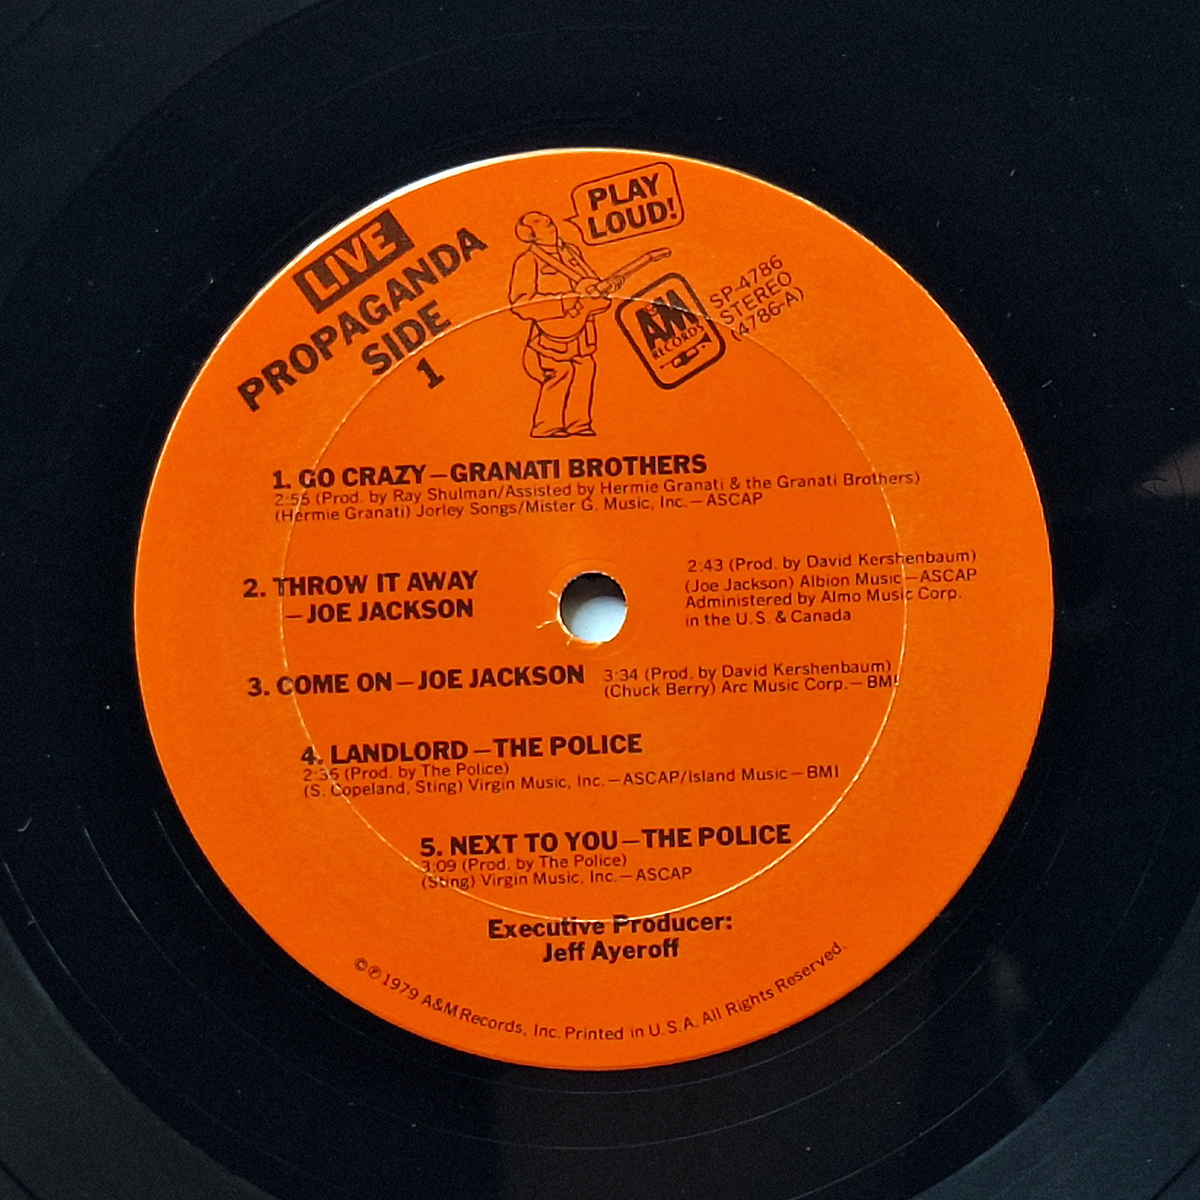 LIVE
PROPAGANDA
SIDE
1
PLAY
LOUD!
A&M
RECORDS
SP-4786
STEREO
(4786-A)
1. GO CRAZY—GRANATI BROTHERS
2:55 (Prod. by Ray Shulman/Assisted by Hermie Granati & the Granati Brothers)
(Hermie Granati) Jorley Songs/Mister G. Music, Inc.—ASCAP
2. THROW IT AWAY
—JOE JACKSON
2:43 (Prod. by David Kershenbaum)
(Joe Jackson) Albion Music—ASCAP
Administered by Almo Music Corp.
in the U.S. & Canada
3. COME ON—JOE JACKSON
3:34 (Prod. by David Kershenbaum)
(Chuck Berry) Arc Music Corp.—BMI
4. LANDLORD—THE POLICE
2:36 (Prod. by The Police)
(S. Copeland, Sting) Virgin Music, Inc.—ASCAP/Island Music—BMI
5. NEXT TO YOU—THE POLICE
3:09 (Prod. by The Police)
(Sting) Virgin Music, Inc.—ASCAP
Executive Producer:
Jeff Ayeroff
©℗1979 A&M Records, Inc. Printed in U.S.A. All Rights Reserved.